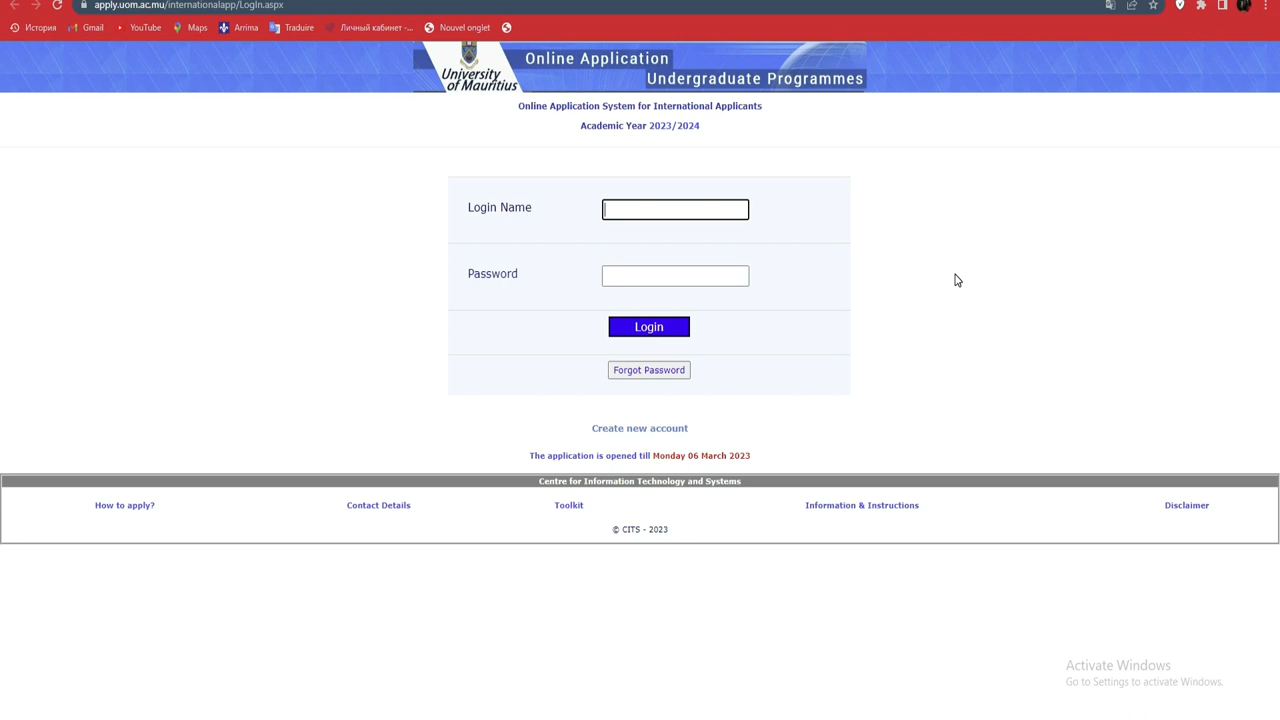 apply.uom.ac.mu/internationalapp/LogIn.aspx
История Gmail YouTube Maps Arrima Traduire Личный кабинет -... Nouvel onglet
University of Mauritius
Online Application
Undergraduate Programmes
Online Application System for International Applicants
Academic Year 2023/2024
Login Name
Password
Login
Forgot Password
Create new account
The application is opened till Monday 06 March 2023
Centre for Information Technology and Systems
How to apply? Contact Details Toolkit Information & Instructions Disclaimer
© CITS - 2023
Activate Windows
Go to Settings to activate Windows.